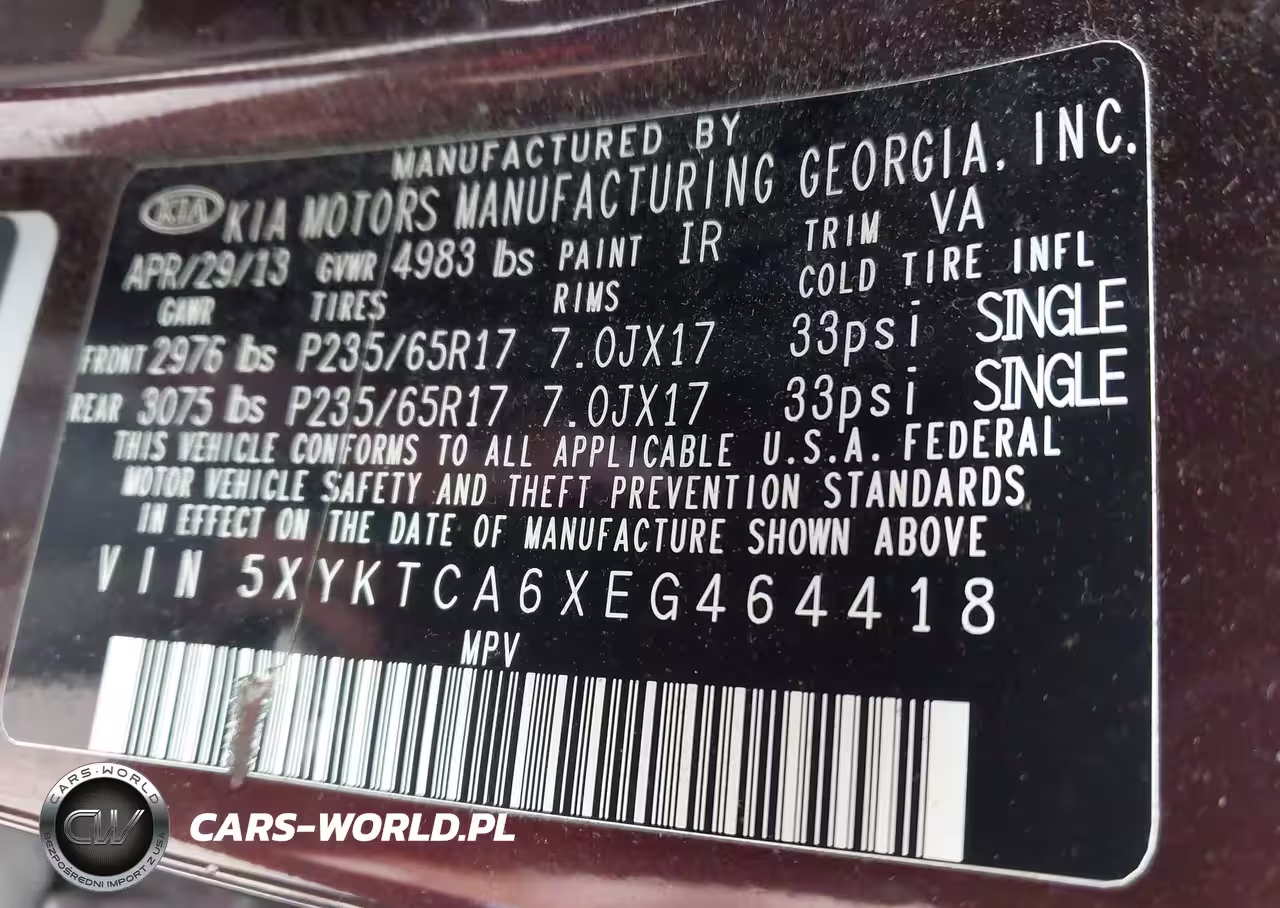 MANUFACTURED BY
KIA KIA MOTORS MANUFACTURING GEORGIA, INC.
APR/29/13 GVWR 4983 lbs PAINT IR TRIM VA
GAWR TIRES RIMS COLD TIRE INFL
FRONT 2976 lbs P235/65R17 7.0JX17 33psi SINGLE
REAR 3075 lbs P235/65R17 7.0JX17 33psi SINGLE
THIS VEHICLE CONFORMS TO ALL APPLICABLE U.S.A. FEDERAL
MOTOR VEHICLE SAFETY AND THEFT PREVENTION STANDARDS
IN EFFECT ON THE DATE OF MANUFACTURE SHOWN ABOVE
VIN 5XYKTCA6XEG464418
MPV
CARS-WORLD
CW
BEZPOŚREDNI IMPORT Z USA
CARS-WORLD.PL